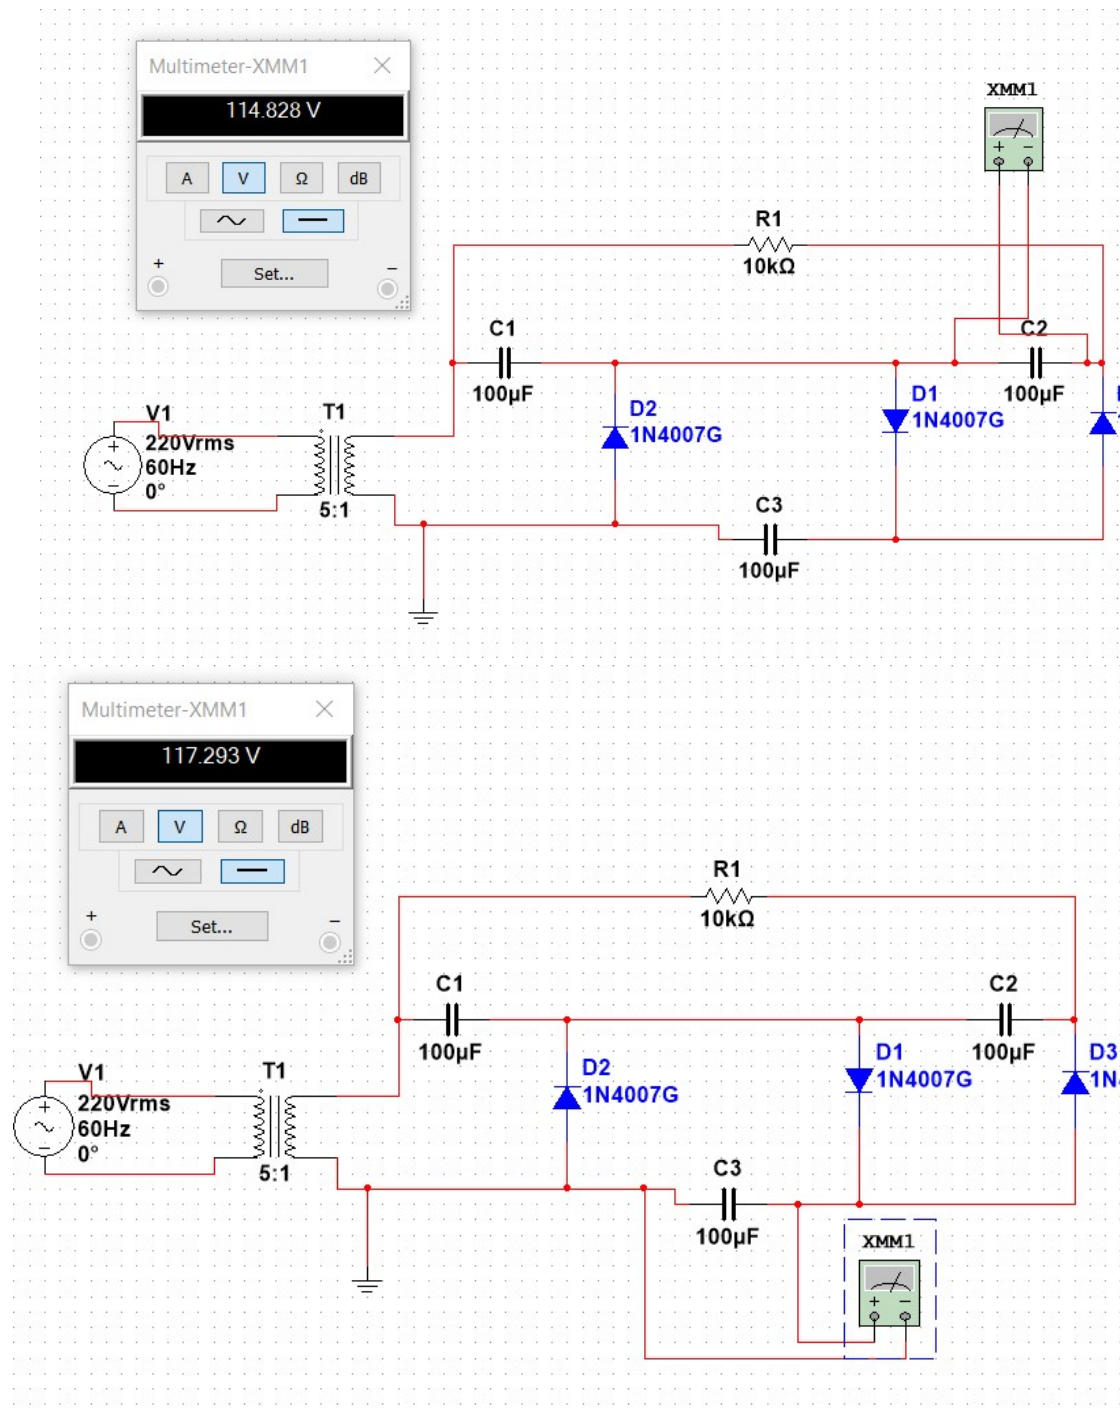 Multimeter-XMM1
114.828 V
A V Ω dB
Set...
+ −
XMM1
+ −
R1
10kΩ
C1
100µF
C2
100µF
D2
1N4007G
D1
1N4007G
V1
220Vrms
60Hz
0°
T1
5:1
C3
100µF
Multimeter-XMM1
117.293 V
A V Ω dB
Set...
+ −
R1
10kΩ
C1
100µF
C2
100µF
D2
1N4007G
D1
1N4007G
D3
1N4
V1
220Vrms
60Hz
0°
T1
5:1
C3
100µF
XMM1
+ −